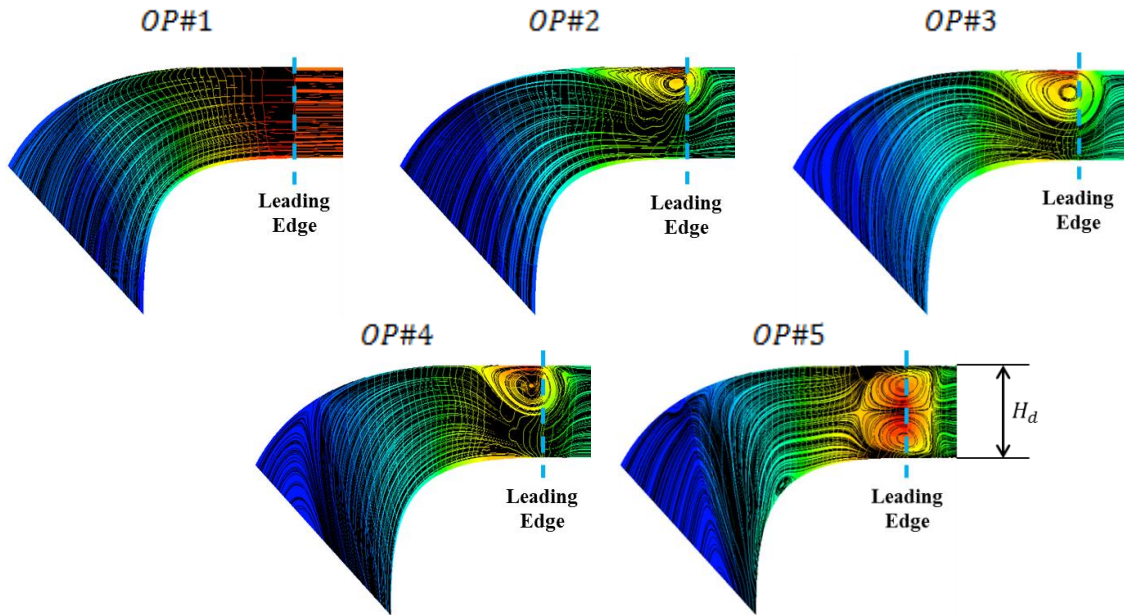 OP#1
OP#2
OP#3
Leading
Edge
Leading
Edge
Leading
Edge
OP#4
OP#5
H_d
Leading
Edge
Leading
Edge